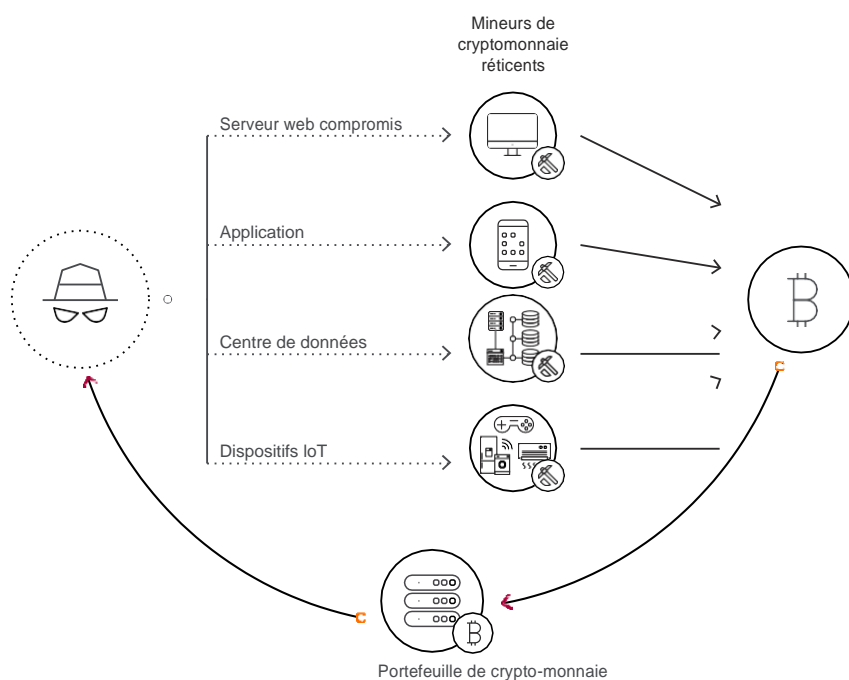 Mineurs de
cryptomonnaie
réticents
Serveur web compromis
Application
Centre de données
Dispositifs IoT
Portefeuille de crypto-monnaie